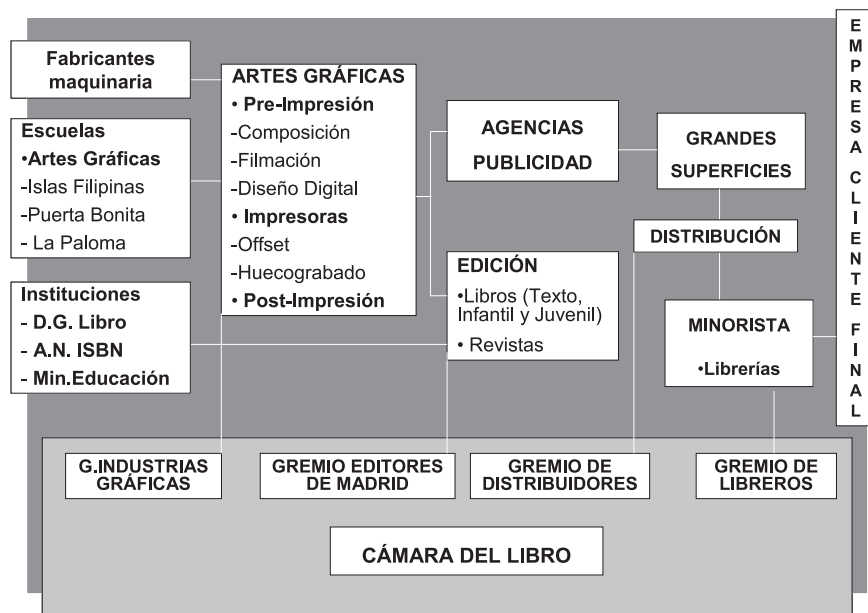 Fabricantes
maquinaria
Escuelas
•Artes Gráficas
-Islas Filipinas
-Puerta Bonita
- La Paloma
Instituciones
- D.G. Libro
- A.N. ISBN
- Min.Educación
ARTES GRÁFICAS
• Pre-Impresión
-Composición
-Filmación
-Diseño Digital
• Impresoras
-Offset
-Huecograbado
• Post-Impresión
AGENCIAS
PUBLICIDAD
EDICIÓN
•Libros (Texto,
Infantil y Juvenil)
• Revistas
GRANDES
SUPERFICIES
DISTRIBUCIÓN
MINORISTA
•Librerías
EMPRESA CLIENTE FINAL
G.INDUSTRIAS
GRÁFICAS
GREMIO EDITORES
DE MADRID
GREMIO DE
DISTRIBUIDORES
GREMIO DE
LIBREROS
CÁMARA DEL LIBRO